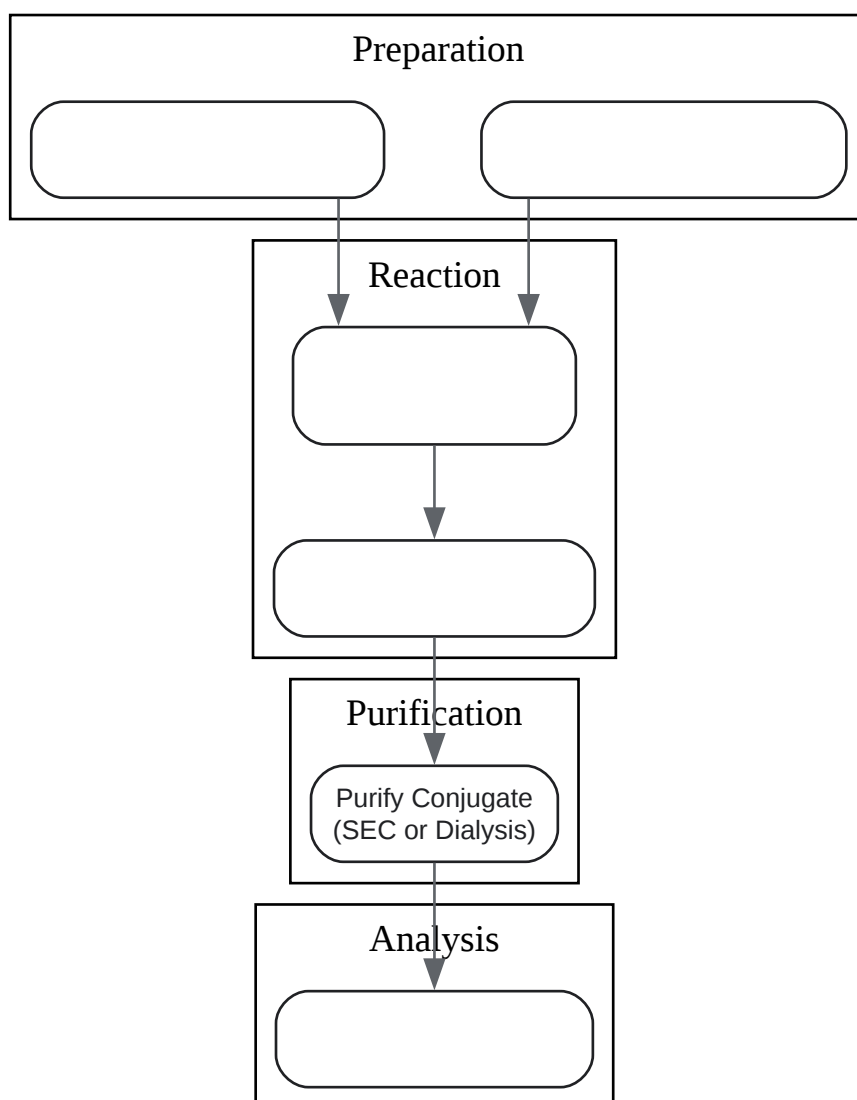 Preparation
Reaction
Purification
Purify Conjugate
(SEC or Dialysis)
Analysis